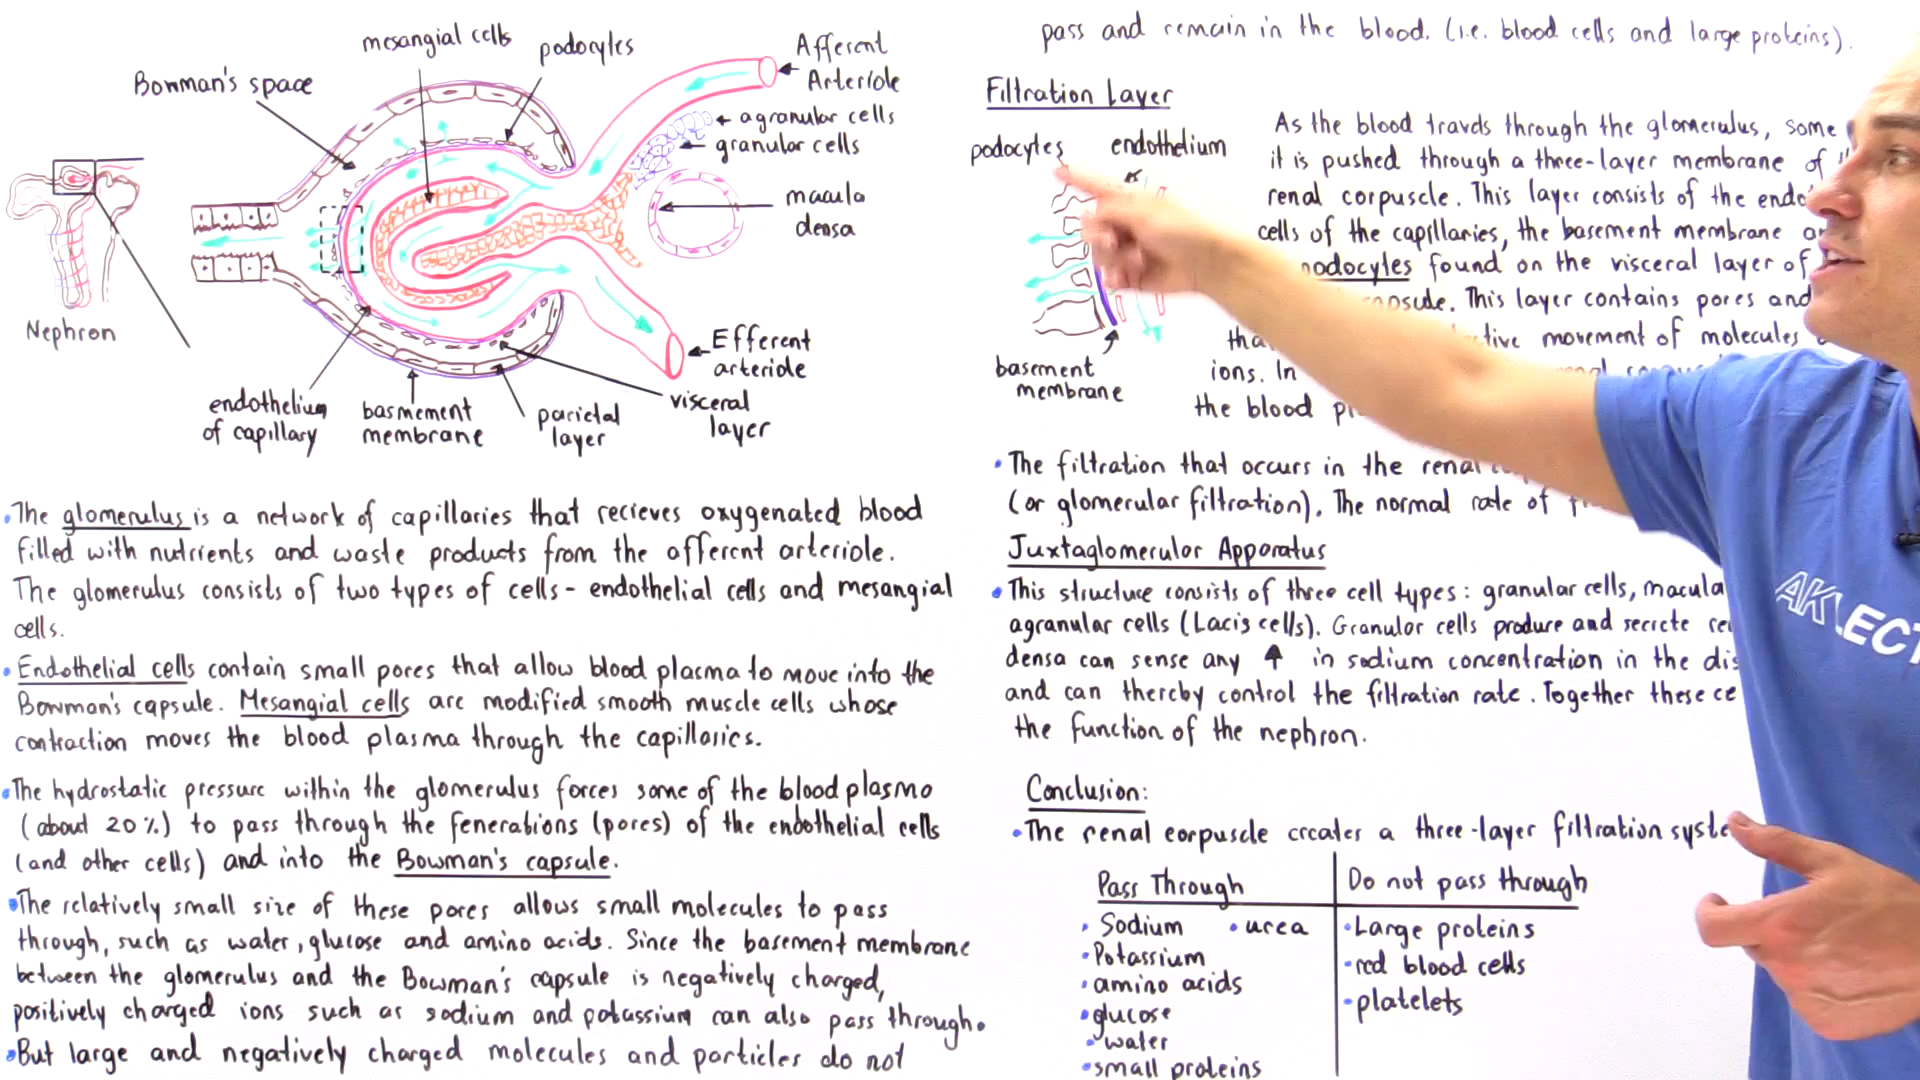 mesangial cells
podocytes
Bowman's space
Afferent
Arteriole
agranular cells
granular cells
macula
densa
Nephron
Efferent
arteriole
endothelium
of capillary
basmement
membrane
parietal
layer
visceral
layer
•The glomerulus is a network of capillaries that recieves oxygenated blood
filled with nutrients and waste products from the afferent arteriole.
The glomerulus consists of two types of cells - endothelial cells and mesangial
cells.
• Endothelial cells contain small pores that allow blood plasma to move into the
Bowman's capsule. Mesangial cells are modified smooth muscle cells whose
contraction moves the blood plasma through the capillaries.
•The hydrostatic pressure within the glomerulus forces some of the blood plasma
(about 20%) to pass through the fenerations (pores) of the endothelial cells
(and other cells) and into the Bowman's capsule.
•The relatively small size of these pores allows small molecules to pass
through, such as water, glucose and amino acids. Since the basement membrane
between the glomerulus and the Bowman's capsule is negatively charged,
positively charged ions such as sodium and potassium can also pass through.
•But large and negatively charged molecules and particles do not
pass and remain in the blood. (i.e. blood cells and large proteins).
Filtration Layer
podocytes
endothelium
basement
membrane
As the blood travels through the glomerulus, some
it is pushed through a three-layer membrane of
renal corpuscle. This layer consists of the endo
cells of the capillaries, the basement membrane
podocytes found on the visceral layer of
This layer contains pores and
tha tive movement of molecules
ions. In
the blood
• The filtration that occurs in the renal
(or glomerular filtration). The normal rate of
Juxtaglomerular Apparatus
• This structure consists of three cell types: granular cells, macula
agranular cells (Lacis cells). Granular cells produce and secrete
densa can sense any ↑ in sodium concentration in the dis
and can thereby control the filtration rate. Together these ce
the function of the nephron.
Conclusion:
•The renal corpuscle creates a three-layer filtration syste
Pass Through
Do not pass through
• Sodium • urea
•Potassium
•amino acids
•glucose
•water
•small proteins
•Large proteins
•red blood cells
•platelets
AK LECT